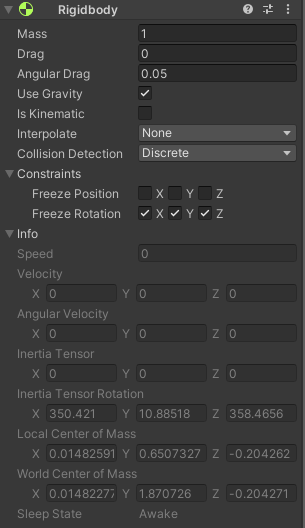 Rigidbody
Mass 1
Drag 0
Angular Drag 0.05
Use Gravity
Is Kinematic
Interpolate None
Collision Detection Discrete
Constraints
Freeze Position X Y Z
Freeze Rotation X Y Z
Info
Speed 0
Velocity
X 0 Y 0 Z 0
Angular Velocity
X 0 Y 0 Z 0
Inertia Tensor
X 0 Y 0 Z 0
Inertia Tensor Rotation
X 350.421 Y 10.88518 Z 358.4656
Local Center of Mass
X 0.01482591 Y 0.6507327 Z -0.204262
World Center of Mass
X 0.01482277 Y 1.870726 Z -0.204271
Sleep State Awake